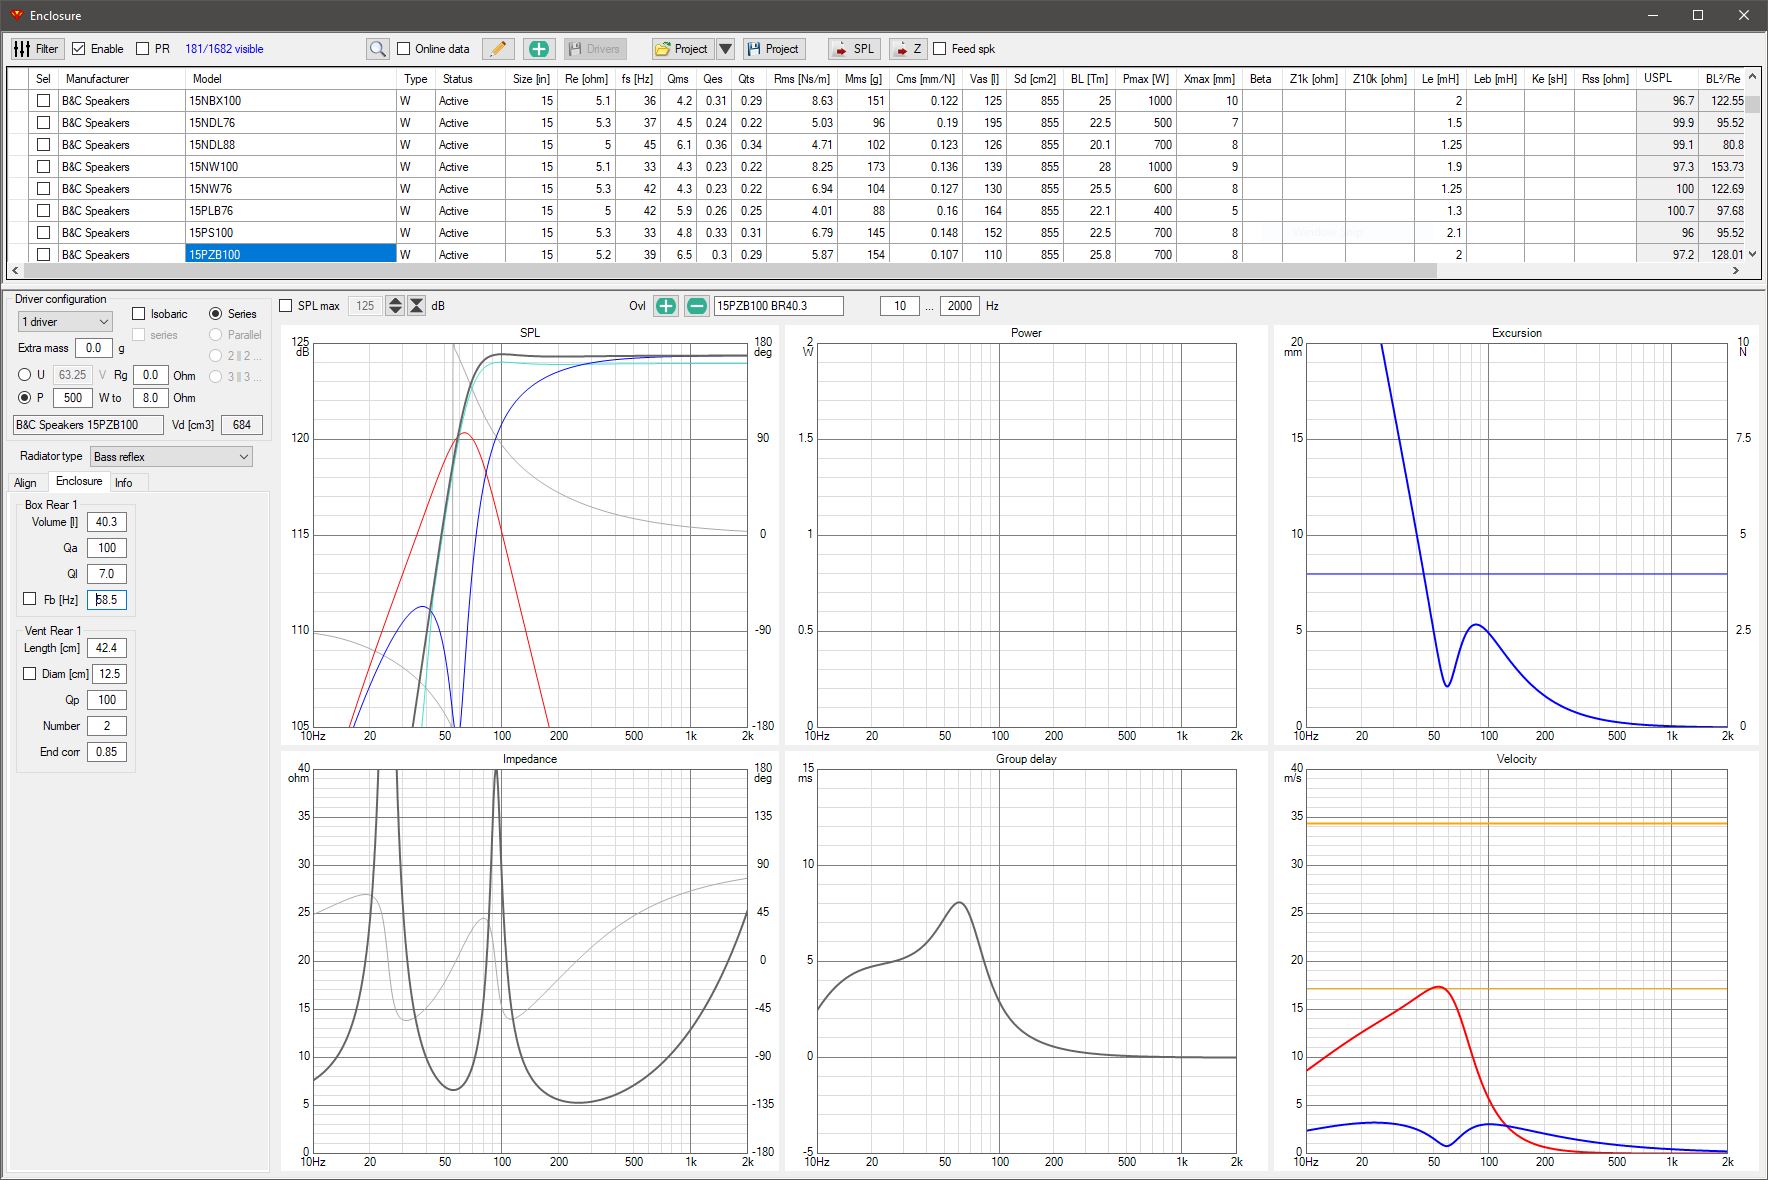 Enclosure
Filter Enable PR 181/1682 visible Online data Drivers Project Project SPL Z Feed spk
Sel Manufacturer Model Type Status Size [in] Re [ohm] fs [Hz] Qms Qes Qts Rms [Ns/m] Mms [g] Cms [mm/N] Vas [l] Sd [cm2] BL [Tm] Pmax [W] Xmax [mm] Beta Z1k [ohm] Z10k [ohm] Le [mH] Leb [mH] Ke [sH] Rss [ohm] USPL BL²/Re
B&C Speakers 15NBX100 W Active 15 5.1 36 4.2 0.31 0.29 8.63 151 0.122 125 855 25 1000 10 2 96.7 122.55
B&C Speakers 15NDL76 W Active 15 5.3 37 4.5 0.24 0.22 5.03 96 0.19 195 855 22.5 500 7 1.5 99.9 95.52
B&C Speakers 15NDL88 W Active 15 5 45 6.1 0.36 0.34 4.71 102 0.123 126 855 20.1 700 8 1.25 99.1 80.8
B&C Speakers 15NW100 W Active 15 5.1 33 4.3 0.23 0.22 8.25 173 0.136 139 855 28 1000 9 1.9 97.3 153.73
B&C Speakers 15NW76 W Active 15 5.3 42 4.3 0.23 0.22 6.94 104 0.127 130 855 25.5 600 8 1.25 100 122.69
B&C Speakers 15PLB76 W Active 15 5 42 5.9 0.26 0.25 4.01 88 0.16 164 855 22.1 400 5 1.3 100.7 97.68
B&C Speakers 15PS100 W Active 15 5.3 33 4.8 0.33 0.31 6.79 145 0.148 152 855 22.5 700 8 2.1 96 95.52
B&C Speakers 15PZB100 W Active 15 5.2 39 6.5 0.3 0.29 5.87 154 0.107 110 855 25.8 700 8 2 97.2 128.01
Driver configuration
1 driver Isobaric Series
series Parallel
Extra mass 0.0 g 2 || 2 ...
U 63.25 V Rg 0.0 Ohm 3 || 3 ...
P 500 W to 8.0 Ohm
B&C Speakers 15PZB100 Vd [cm3] 684
Radiator type Bass reflex
Align Enclosure Info
Box Rear 1
Volume [l] 40.3
Qa 100
Ql 7.0
Fb [Hz] 58.5
Vent Rear 1
Length [cm] 42.4
Diam [cm] 12.5
Qp 100
Number 2
End corr 0.85
SPL max 125 dB Ovl 15PZB100 BR40.3 10 ... 2000 Hz
SPL
125 180
dB deg
120 90
115 0
110 -90
105 -180
10Hz 20 50 100 200 500 1k 2k
Power
2
W
1.5
1
0.5
0
10Hz 20 50 100 200 500 1k 2k
Excursion
20 10
mm N
15 7.5
10 5
5 2.5
0 0
10Hz 20 50 100 200 500 1k 2k
Impedance
40 180
ohm deg
35 135
30 90
25 45
20 0
15 -45
10 -90
5 -135
0 -180
10Hz 20 50 100 200 500 1k 2k
Group delay
15
ms
10
5
0
-5
10Hz 20 50 100 200 500 1k 2k
Velocity
40
m/s
35
30
25
20
15
10
5
0
10Hz 20 50 100 200 500 1k 2k